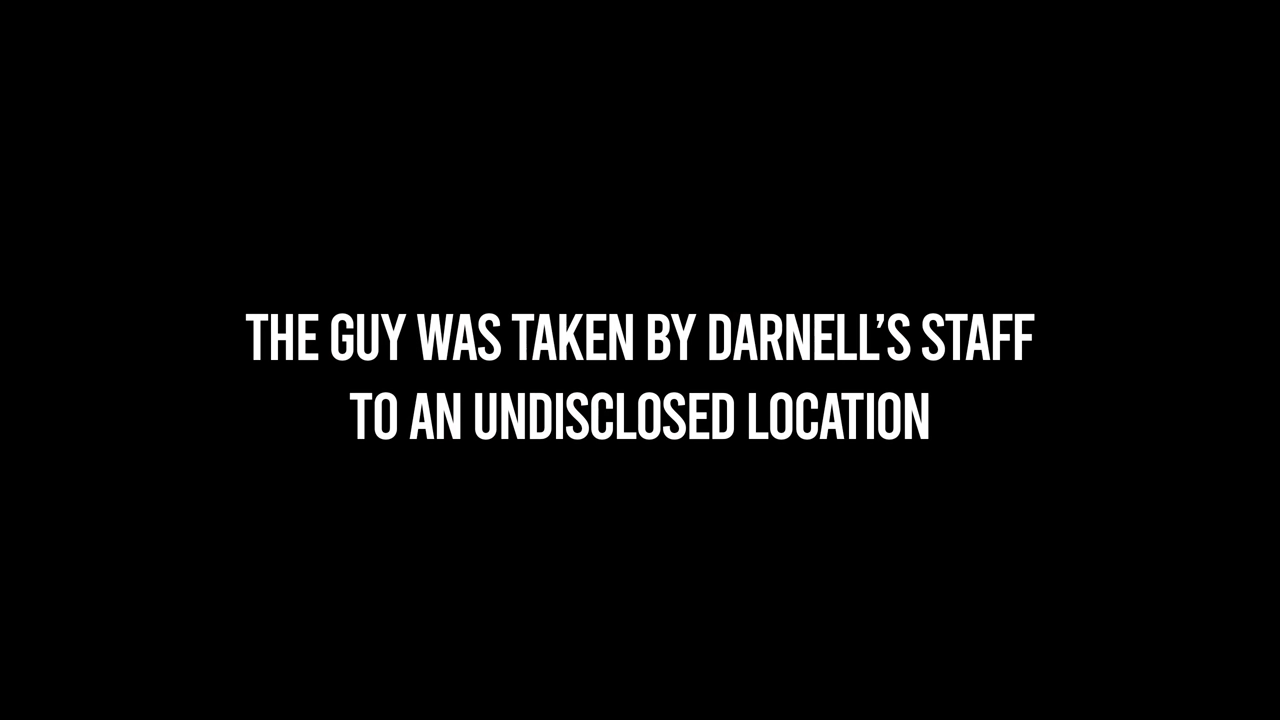 THE GUY WAS TAKEN BY DARNELL’S STAFF
TO AN UNDISCLOSED LOCATION